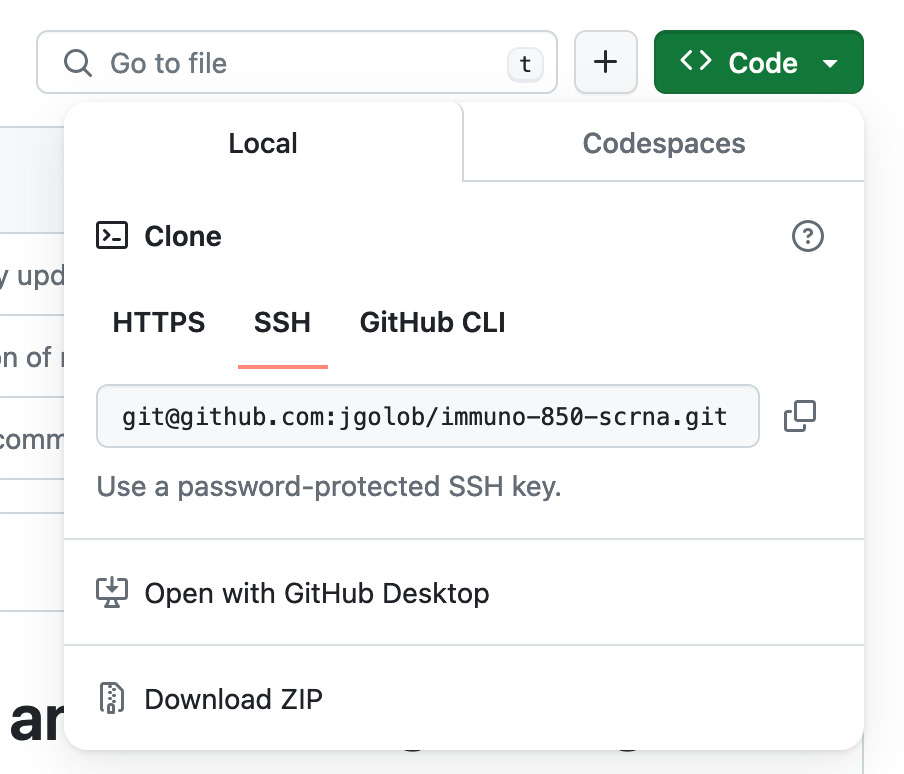 Go to file
t
+
<> Code
Local
Codespaces
y upd
Clone
on of
HTTPS
SSH
GitHub CLI
git@github.com:jgolob/immuno-850-scrna.git
comm
Use a password-protected SSH key.
Open with GitHub Desktop
Download ZIP
ar